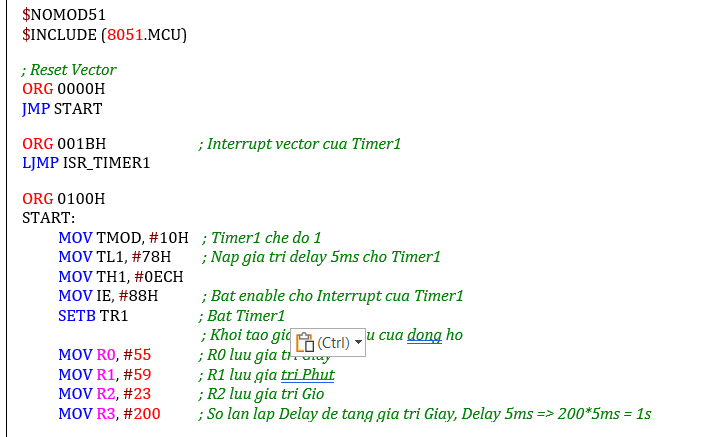 $NOMOD51
$INCLUDE (8051.MCU)
; Reset Vector
ORG 0000H
JMP START
ORG 001BH ; Interrupt vector cua Timer1
LJMP ISR_TIMER1
ORG 0100H
START:
MOV TMOD, #10H ; Timer1 che do 1
MOV TL1, #78H ; Nap gia tri delay 5ms cho Timer1
MOV TH1, #0ECH
MOV IE, #88H ; Bat enable cho Interrupt cua Timer1
SETB TR1 ; Bat Timer1
; Khoi tao cua dong ho
(Ctrl)
MOV R0, #55 ; R0 luu gia tri Giay
MOV R1, #59 ; R1 luu gia tri Phut
MOV R2, #23 ; R2 luu gia tri Gio
MOV R3, #200 ; So lan lap Delay de tang gia tri Giay, Delay 5ms => 200*5ms = 1s